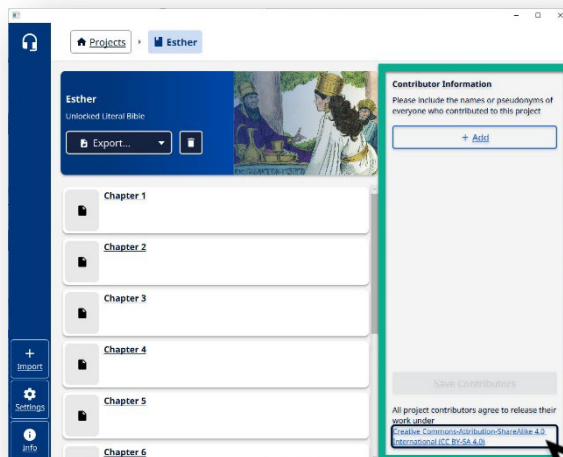 Projects
Esther
Esther
Unlocked Literal Bible
Export...
Chapter 1
Chapter 2
Chapter 3
Chapter 4
Chapter 5
Chapter 6
Import
Settings
Info
Contributor Information
Please include the names or pseudonyms of
everyone who contributed to this project
+ Add
Save Contributors
All project contributors agree to release their
work under
Creative Commons-Attribution-ShareAlike 4.0
International (CC BY-SA 4.0)